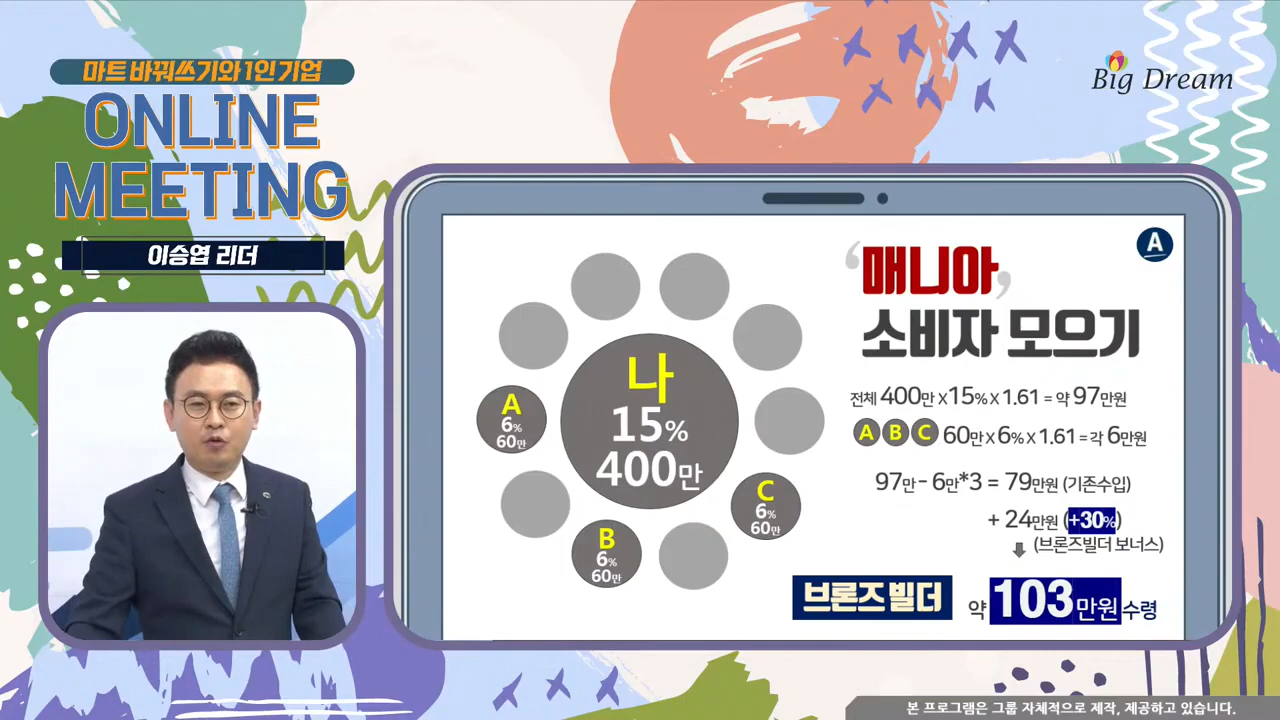 마트 바꿔쓰기와 1인 기업
ONLINE
MEETING
이승엽 리더
Big Dream
A
‘매니아’
소비자 모으기
나
15%
400만
A
6%
60만
B
6%
60만
C
6%
60만
전체 400만 x 15% x 1.61 = 약 97만원
A B C 60만 x 6% x 1.61 = 각 6만원
97만 - 6만*3 = 79만원 (기존수입)
+ 24만원 (+30%)
(브론즈빌더 보너스)
브론즈 빌더 약 103만원 수령
본 프로그램은 그룹 자체적으로 제작, 제공하고 있습니다.